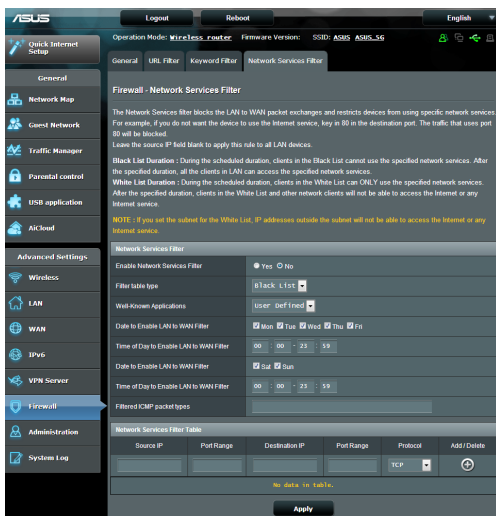 ASUS
Logout
Reboot
English
Quick Internet Setup
Operation Mode: Wireless router Firmware Version: SSID: ASUS ASUS_5G
General
URL Filter
Keyword Filter
Network Services Filter
General
Network Map
Guest Network
Traffic Manager
Parental control
USB application
AiCloud
Advanced Settings
Wireless
LAN
WAN
IPv6
VPN Server
Firewall
Administration
System Log
Firewall - Network Services Filter
The Network Services filter blocks the LAN to WAN packet exchanges and restricts devices from using specific network services.
For example, if you do not want the device to use the Internet service, key in 80 in the destination port. The traffic that uses port
80 will be blocked.
Leave the source IP field blank to apply this rule to all LAN devices.
Black List Duration : During the scheduled duration, clients in the Black List cannot use the specified network services. After
the specified duration, all the clients in LAN can access the specified network services.
White List Duration : During the scheduled duration, clients in the White List can ONLY use the specified network services.
After the specified duration, clients in the White List and other network clients will not be able to access the Internet or any
Internet service.
NOTE : If you set the subnet for the White List, IP addresses outside the subnet will not be able to access the Internet or any
Internet service.
Network Services Filter
Enable Network Services Filter Yes No
Filter table type Black List
Well-Known Applications User Defined
Date to Enable LAN to WAN Filter Mon Tue Wed Thu Fri
Time of Day to Enable LAN to WAN Filter 00 : 00 - 23 : 59
Date to Enable LAN to WAN Filter Sat Sun
Time of Day to Enable LAN to WAN Filter 00 : 00 - 23 : 59
Filtered ICMP packet types
Network Services Filter Table
Source IP Port Range Destination IP Port Range Protocol Add / Delete
TCP
No data in table.
Apply